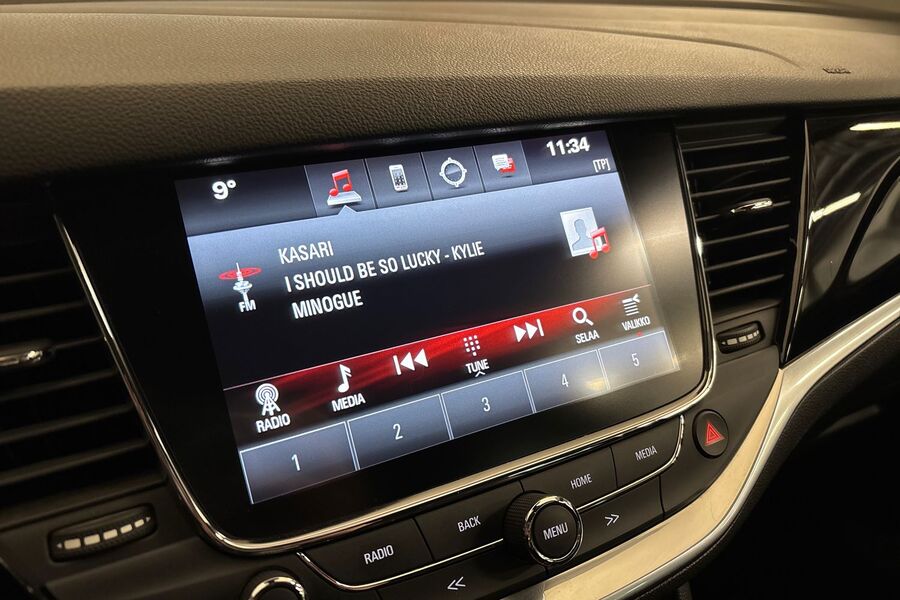 9°
11:34
[TP]
KASARI
I SHOULD BE SO LUCKY - KYLIE
MINOGUE
FM
RADIO
MEDIA
TUNE
SELAA
VALIKKO
1
2
3
4
5
RADIO
BACK
MENU
HOME
MEDIA